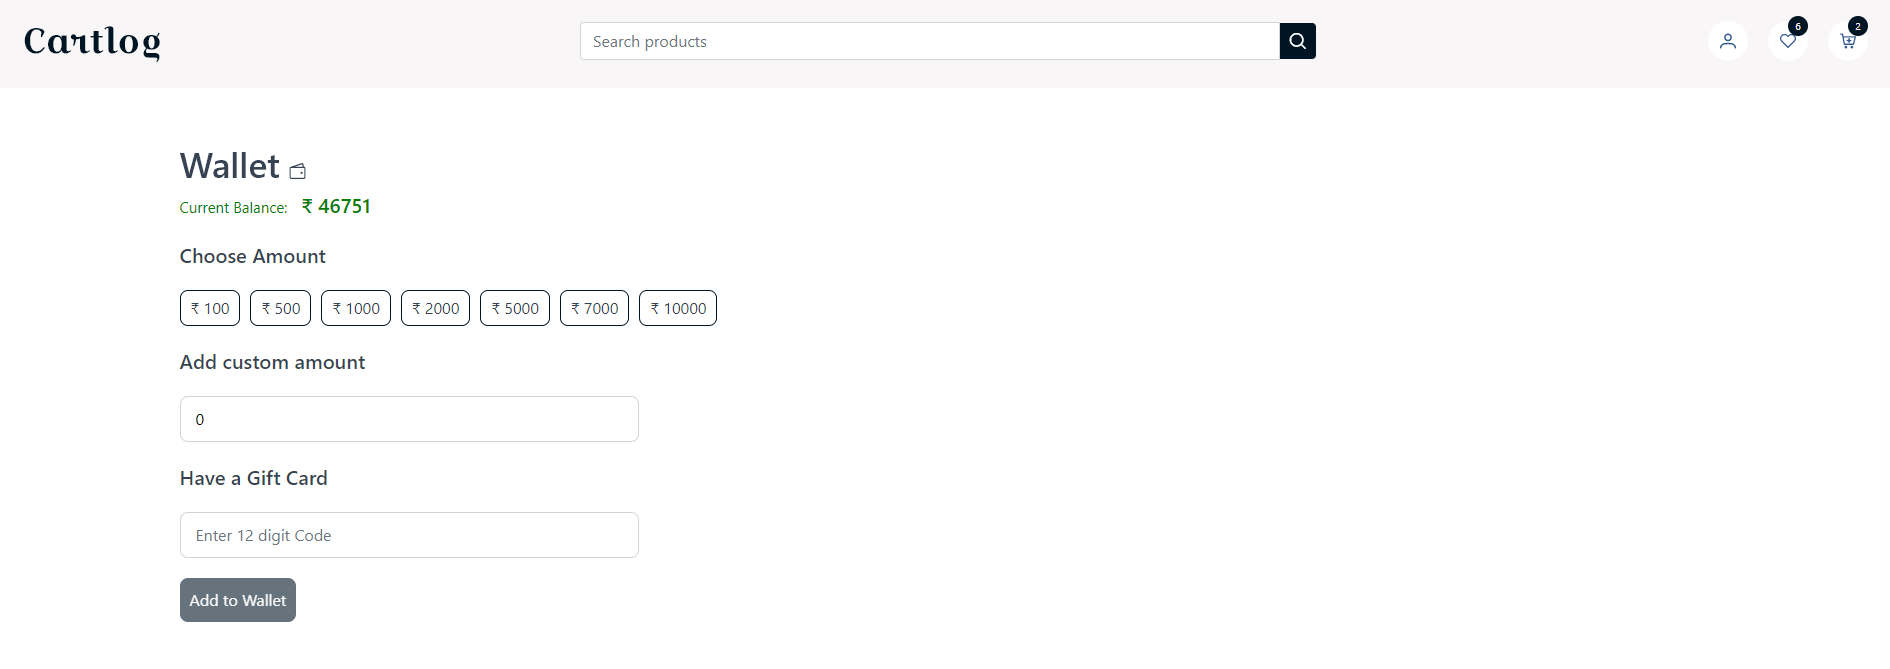 Cartlog
Search products
6
2
Wallet
Current Balance: ₹ 46751
Choose Amount
₹ 100 ₹ 500 ₹ 1000 ₹ 2000 ₹ 5000 ₹ 7000 ₹ 10000
Add custom amount
0
Have a Gift Card
Enter 12 digit Code
Add to Wallet